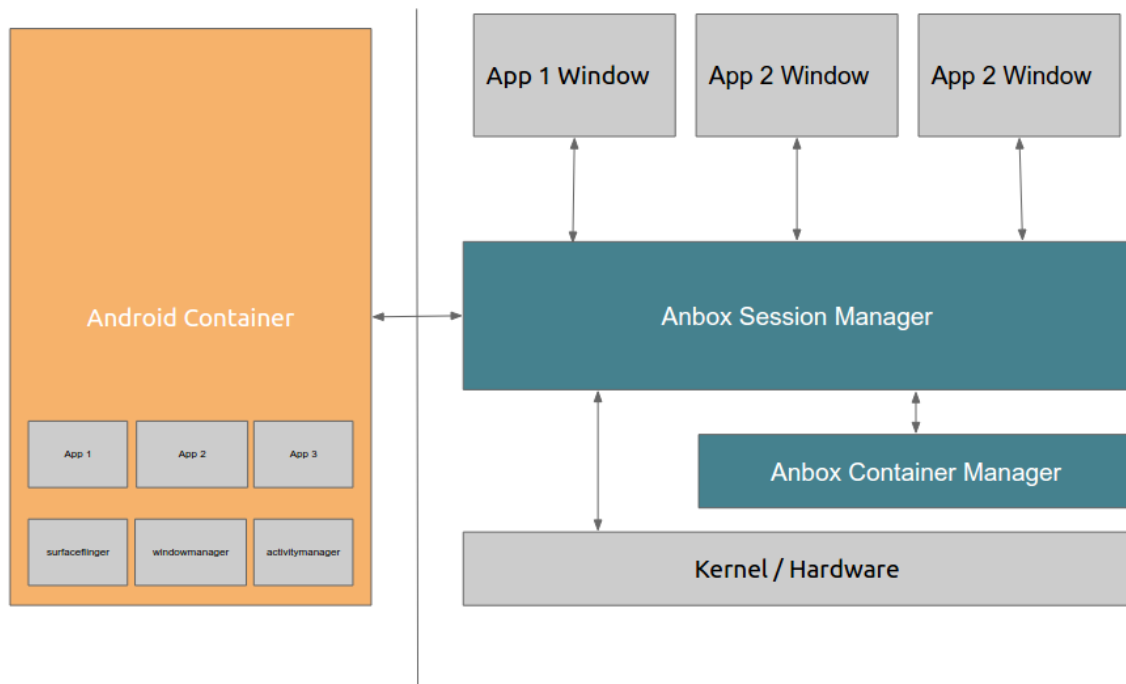 App 1 Window
App 2 Window
App 2 Window
Android Container
Anbox Session Manager
App 1
App 2
App 3
Anbox Container Manager
surfaceflinger
windowmanager
activitymanager
Kernel / Hardware